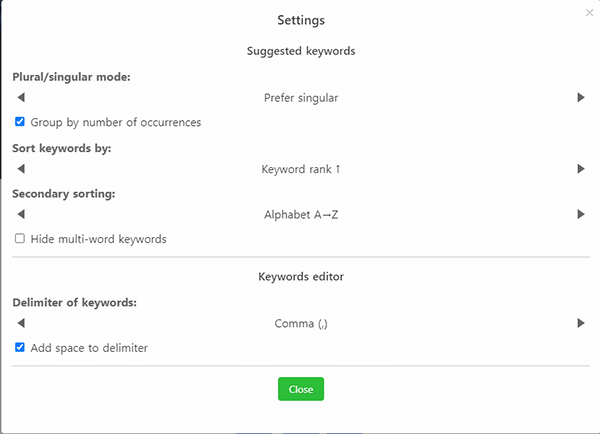 Settings
×
Suggested keywords
Plural/singular mode:
Prefer singular
Group by number of occurrences
Sort keywords by:
Keyword rank ↑
Secondary sorting:
Alphabet A→Z
Hide multi-word keywords
Keywords editor
Delimiter of keywords:
Comma (,)
Add space to delimiter
Close